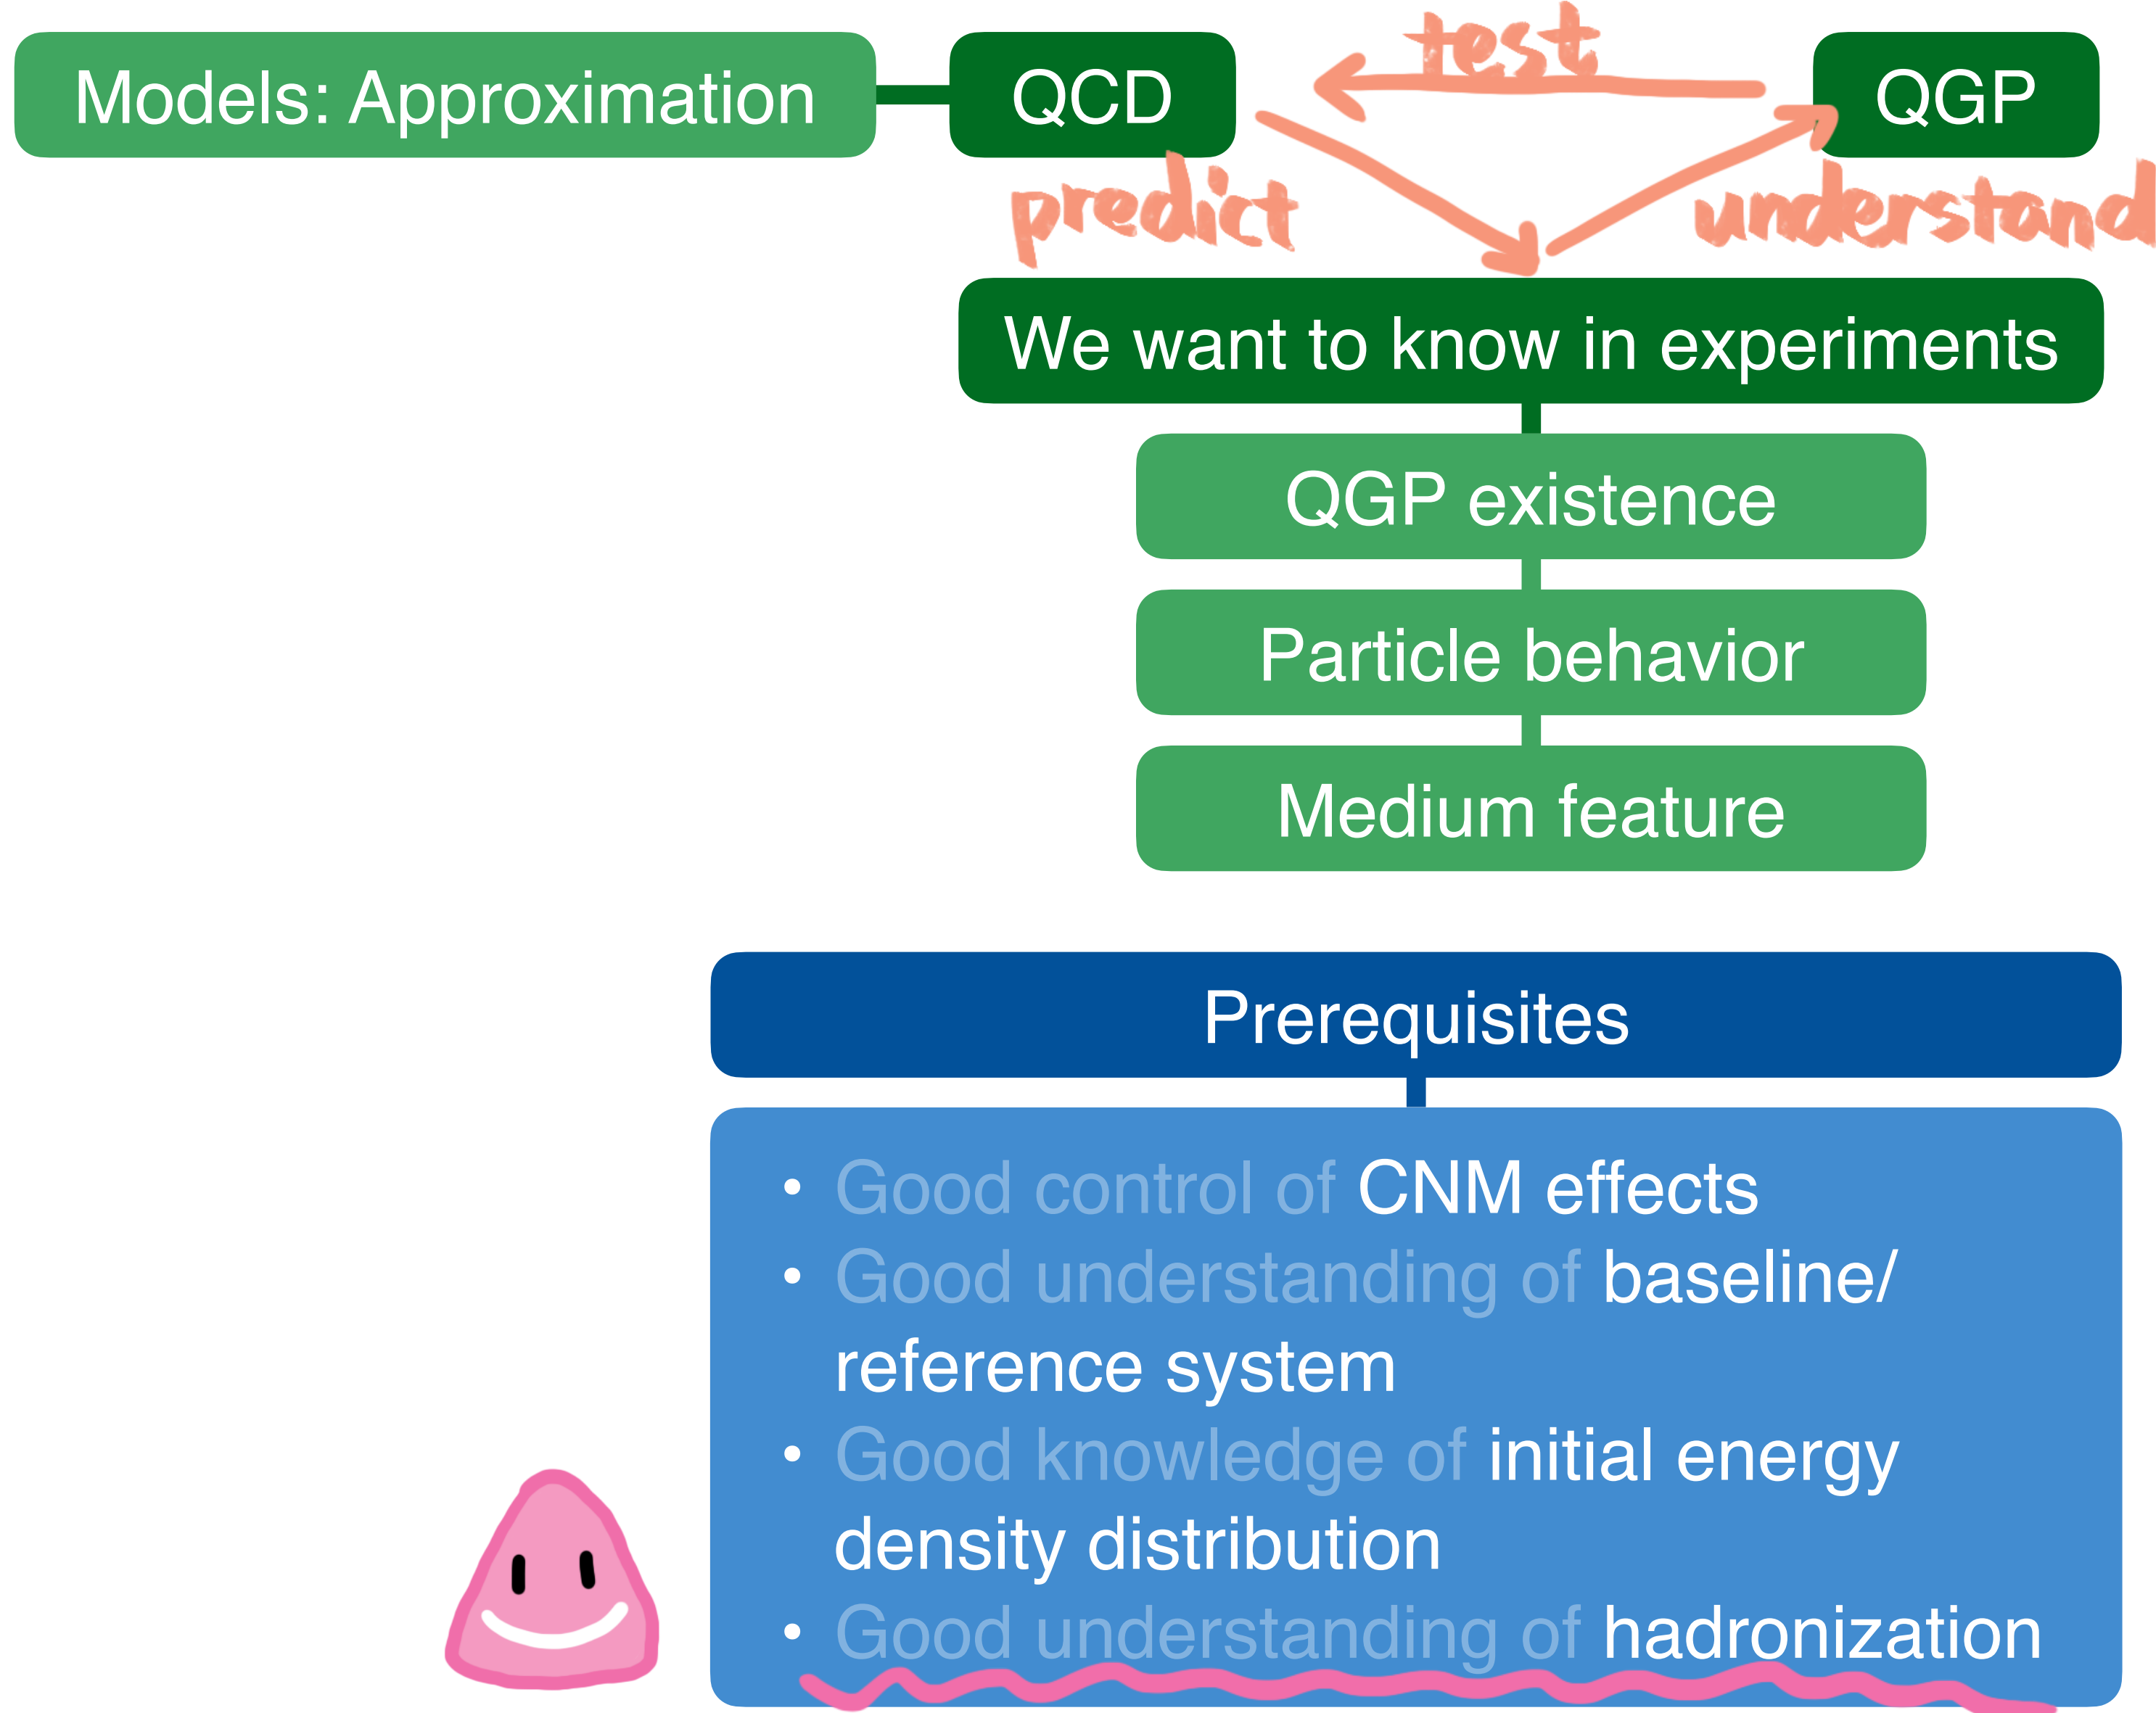 Models: Approximation
QCD
test
QGP
predict
understand
We want to know in experiments
QGP existence
Particle behavior
Medium feature
Prerequisites
• Good control of CNM effects
• Good understanding of baseline/
reference system
• Good knowledge of initial energy
density distribution
• Good understanding of hadronization